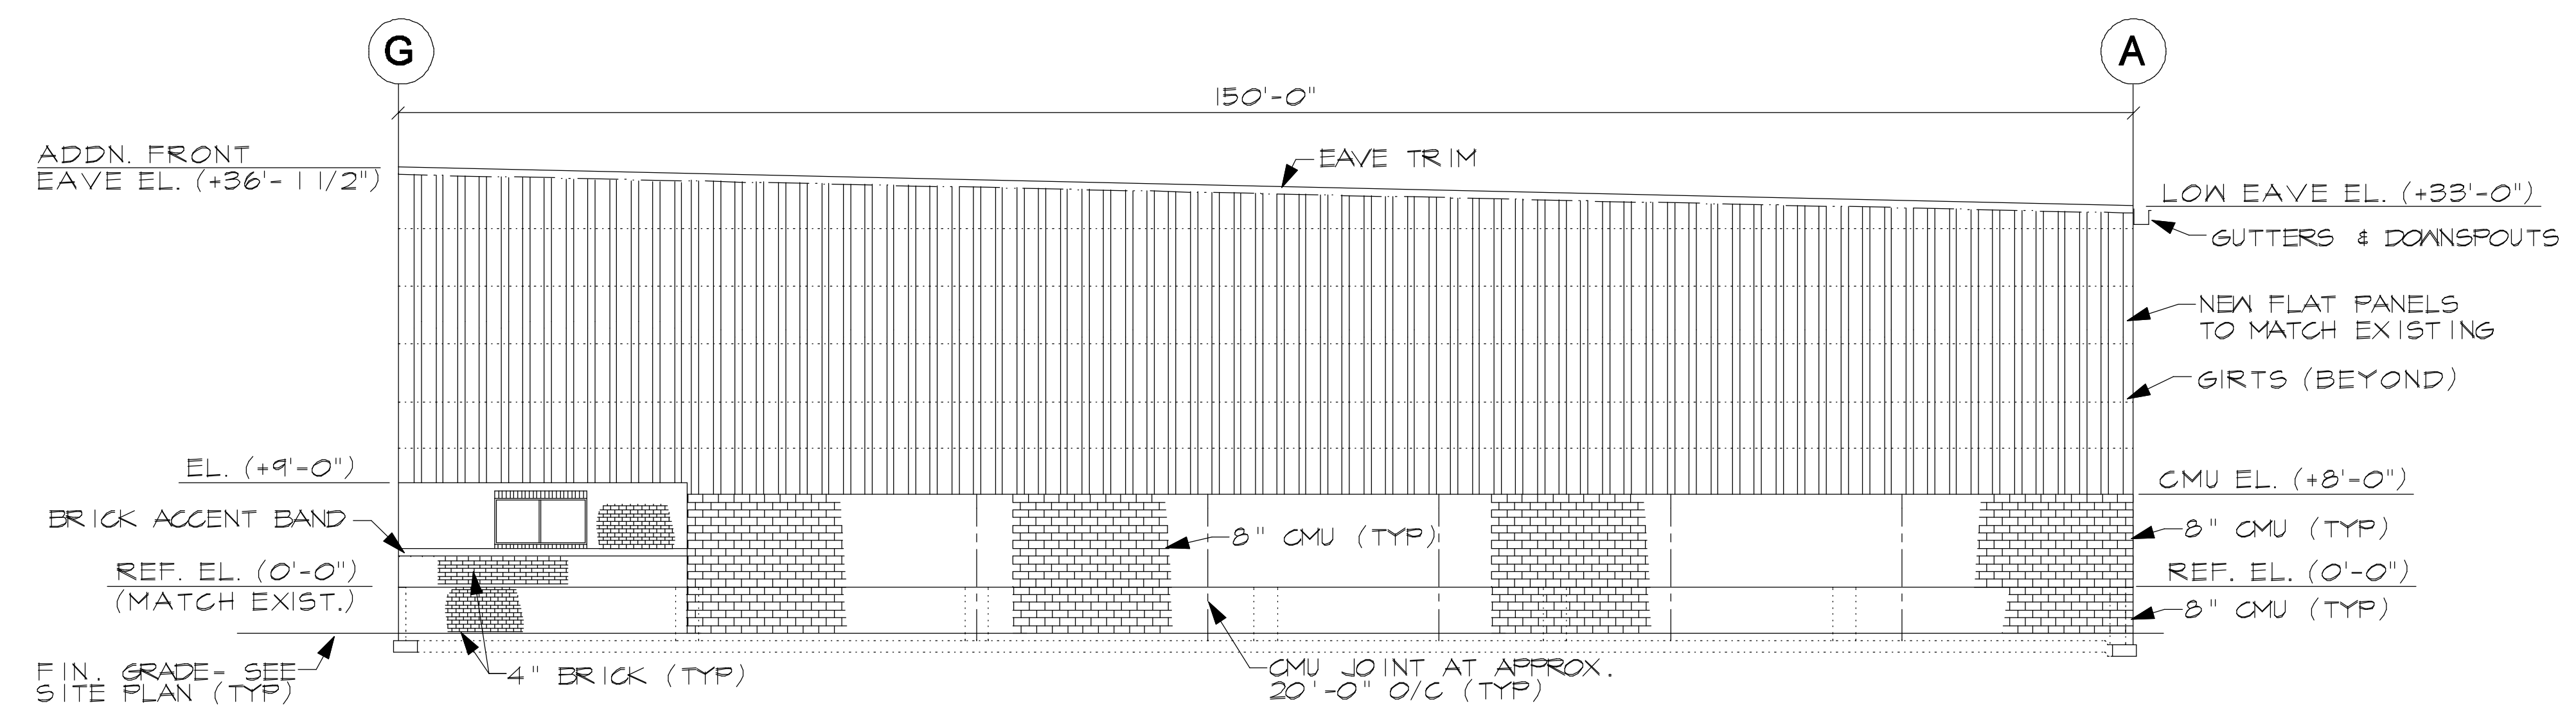 G
A
150'-0"
ADDN. FRONT
EAVE EL. (+36'-1 1/2")
EAVE TRIM
LOW EAVE EL. (+33'-0")
GUTTERS & DOWNSPOUTS
NEW FLAT PANELS
TO MATCH EXISTING
GIRTS (BEYOND)
EL. (+9'-0")
CMU EL. (+8'-0")
BRICK ACCENT BAND
8" CMU (TYP)
8" CMU (TYP)
REF. EL. (0'-0")
(MATCH EXIST.)
REF. EL. (0'-0")
8" CMU (TYP)
FIN. GRADE- SEE
SITE PLAN (TYP)
4" BRICK (TYP)
CMU JOINT AT APPROX.
20'-0" O/C (TYP)